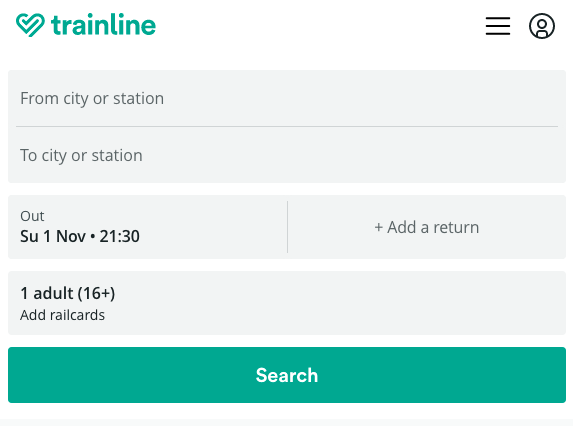 trainline
From city or station
To city or station
Out
Su 1 Nov • 21:30
+ Add a return
1 adult (16+)
Add railcards
Search